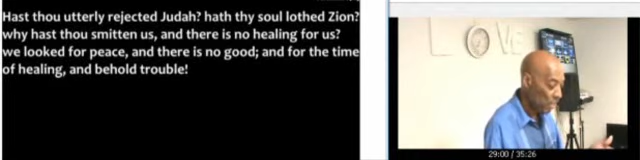 Hast thou utterly rejected Judah? hath thy soul lothed Zion?
why hast thou smitten us, and there is no healing for us?
we looked for peace, and there is no good; and for the time
of healing, and behold trouble!
LOVE
29:00 / 35:26